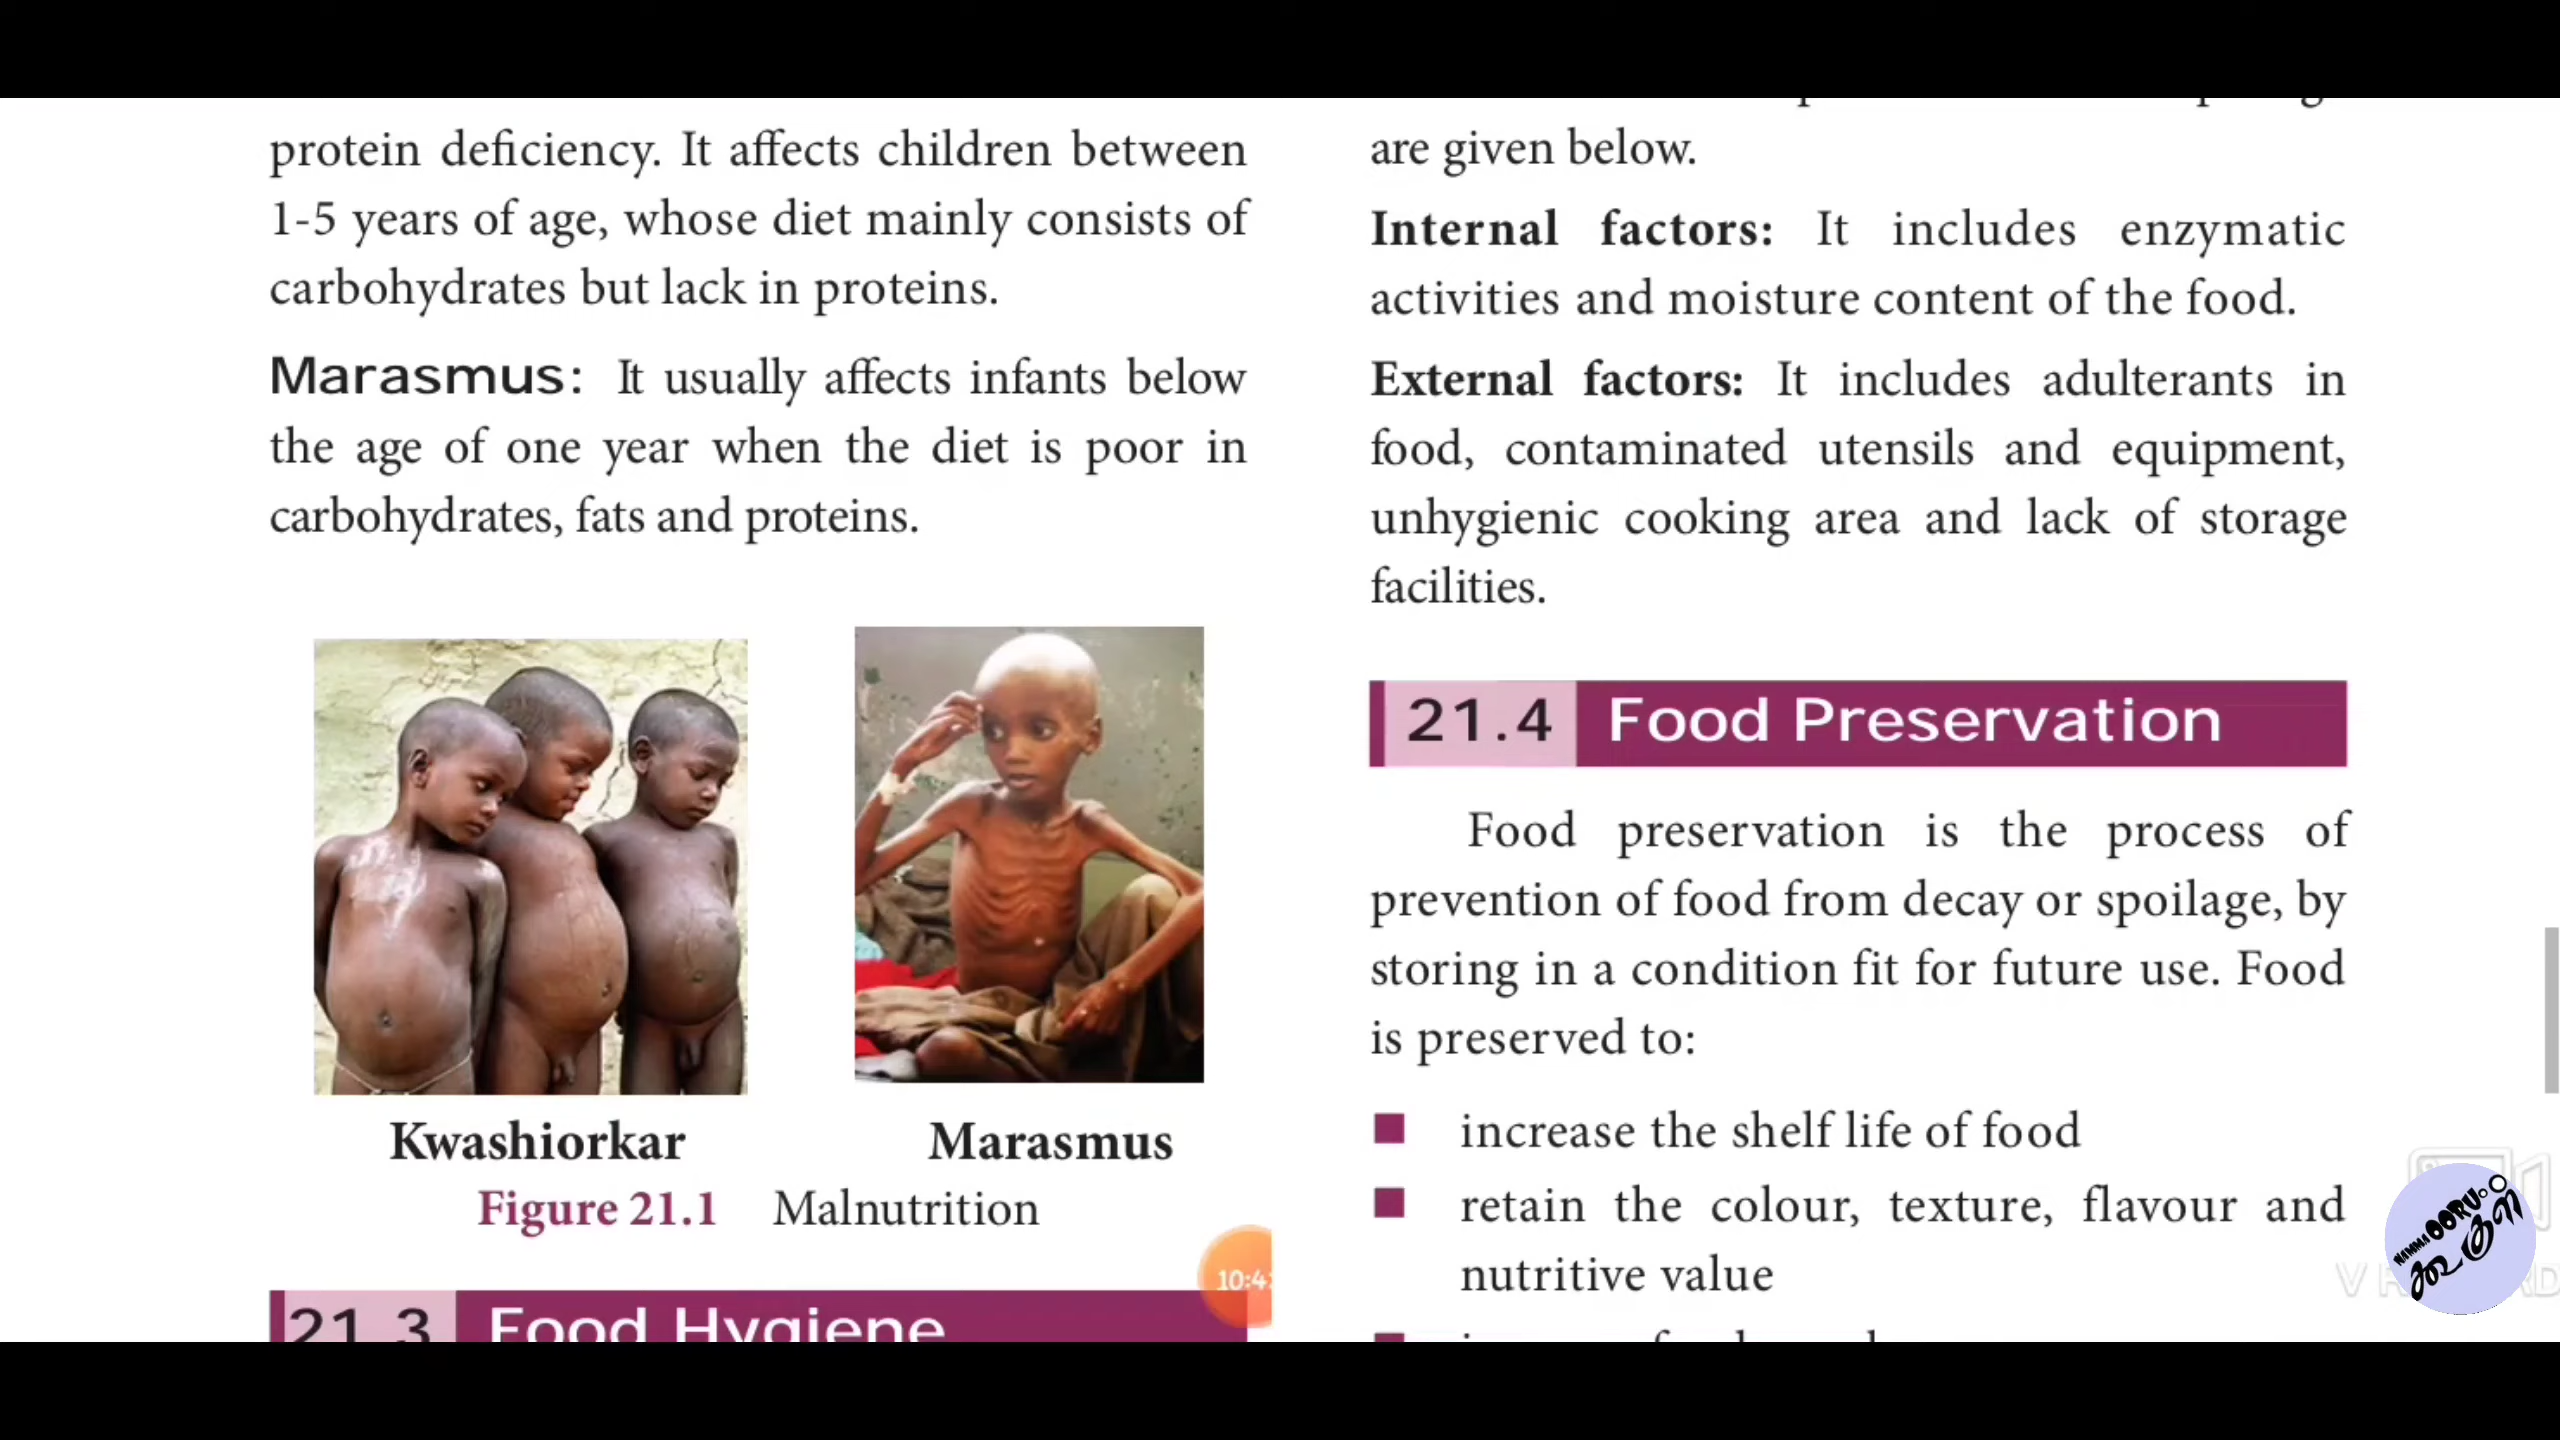 protein deficiency. It affects children between
1-5 years of age, whose diet mainly consists of
carbohydrates but lack in proteins.
Marasmus: It usually affects infants below
the age of one year when the diet is poor in
carbohydrates, fats and proteins.
Kwashiorkar
Marasmus
Figure 21.1 Malnutrition
21.3 Food Hygiene
10:4
are given below.
Internal factors: It includes enzymatic
activities and moisture content of the food.
External factors: It includes adulterants in
food, contaminated utensils and equipment,
unhygienic cooking area and lack of storage
facilities.
21.4 Food Preservation
Food preservation is the process of
prevention of food from decay or spoilage, by
storing in a condition fit for future use. Food
is preserved to:
■ increase the shelf life of food
■ retain the colour, texture, flavour and
nutritive value
NAMMA OORU